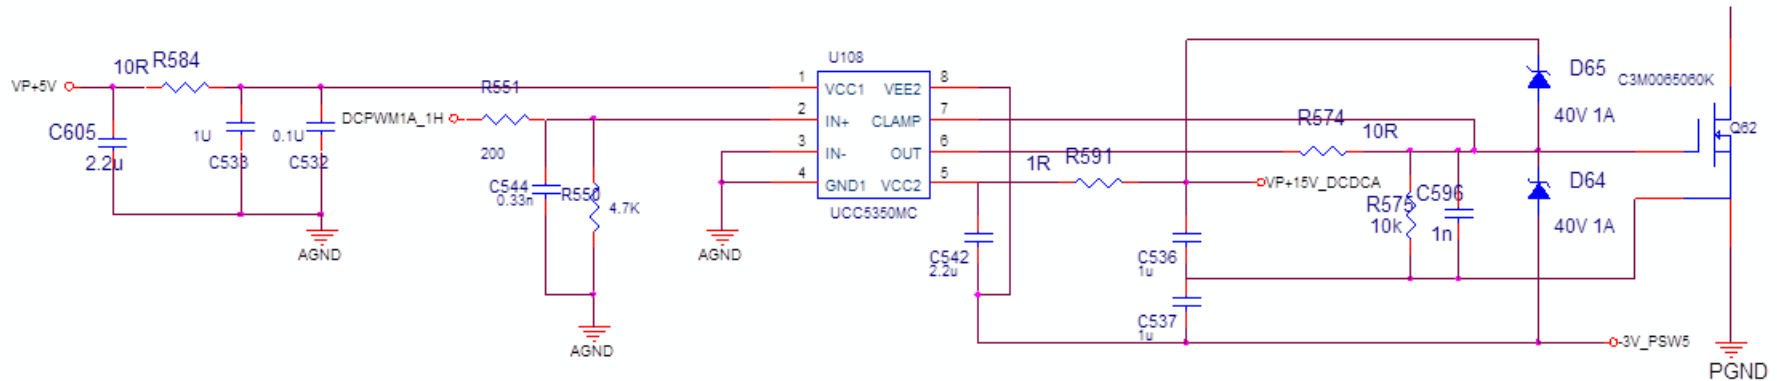 VP+5V
10R
R584
C605
2.2u
1U
C533
0.1U
C532
AGND
DCPWM1A_1H
R551
200
C544
0.33n
R550
4.7K
AGND
AGND
U108
1
VCC1
2
IN+
3
IN-
4
GND1
VEE2
8
CLAMP
7
OUT
6
VCC2
5
UCC5350MC
1R
R591
C542
2.2u
VP+15V_DCDCA
C536
1u
C537
1u
R574
10R
R575
10k
C596
1n
D65
40V 1A
D64
40V 1A
C3M0065060K
Q62
-3V_PSW5
PGND